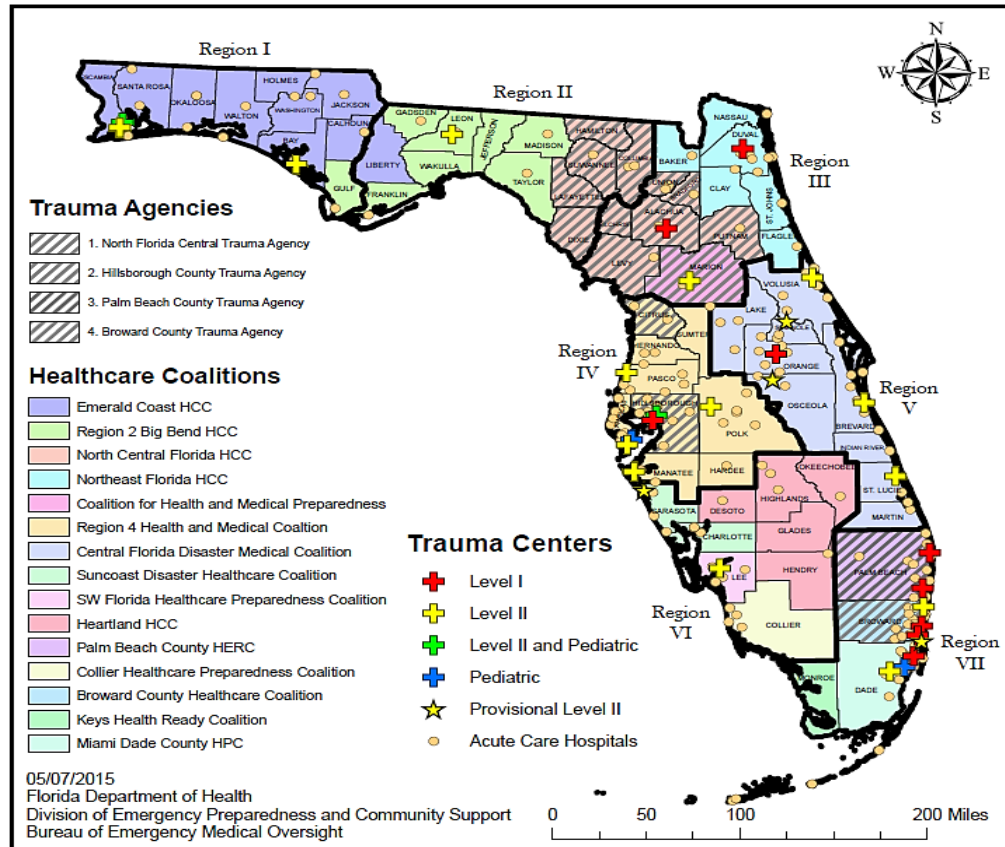 Region I
Region II
Region III
Region IV
Region V
Region VI
Region VII
N
W
E
S
SANTA ROSA
OKALOOSA
WALTON
HOLMES
WASHINGTON
BAY
JACKSON
CALHOUN
LIBERTY
GULF
GADSDEN
LEON
WAKULLA
FRANKLIN
JEFFERSON
MADISON
TAYLOR
HAMILTON
LAFAYETTE
DIXIE
UNION
ALACHUA
LEVY
MARION
PUTNAM
NASSAU
DUVAL
BAKER
CLAY
ST. JOHNS
FLAGLE
VOLUSIA
LAKE
ORANGE
OSCEOLA
BREVARD
INDIAN RIVER
ST. LUCIE
MARTIN
CITRUS
SUMTER
HERNANDO
PASCO
HILLSBOROUGH
POLK
MANATEE
HARDEE
SARASOTA
DESOTO
HIGHLANDS
OKEECHOBEE
CHARLOTTE
GLADES
LEE
HENDRY
COLLIER
PALM BEACH
BROWARD
MONROE
DADE
Trauma Agencies
1. North Florida Central Trauma Agency
2. Hillsborough County Trauma Agency
3. Palm Beach County Trauma Agency
4. Broward County Trauma Agency
Healthcare Coalitions
Emerald Coast HCC
Region 2 Big Bend HCC
North Central Florida HCC
Northeast Florida HCC
Coalition for Health and Medical Preparedness
Region 4 Health and Medical Coaltion
Central Florida Disaster Medical Coalition
Suncoast Disaster Healthcare Coalition
SW Florida Healthcare Preparedness Coalition
Heartland HCC
Palm Beach County HERC
Collier Healthcare Preparedness Coalition
Broward County Healthcare Coalition
Keys Health Ready Coalition
Miami Dade County HPC
Trauma Centers
Level I
Level II
Level II and Pediatric
Pediatric
Provisional Level II
Acute Care Hospitals
05/07/2015
Florida Department of Health
Division of Emergency Preparedness and Community Support
Bureau of Emergency Medical Oversight
0 50 100 200 Miles